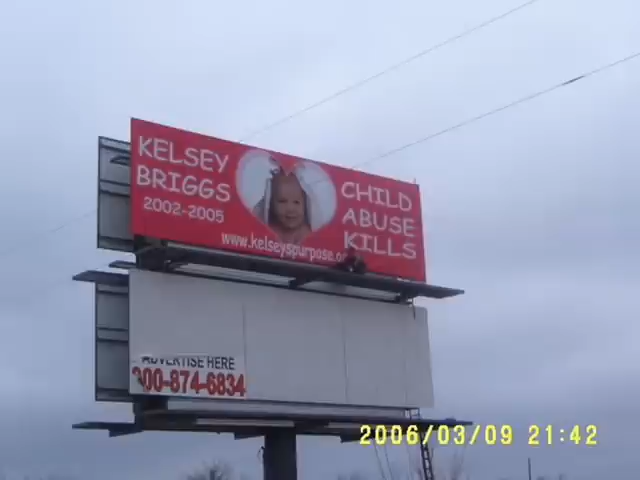 KELSEY
BRIGGS
2002-2005
CHILD
ABUSE
KILLS
www.kelseyspurpose.o
ADVERTISE HERE
800-874-6834
2006/03/09 21:42